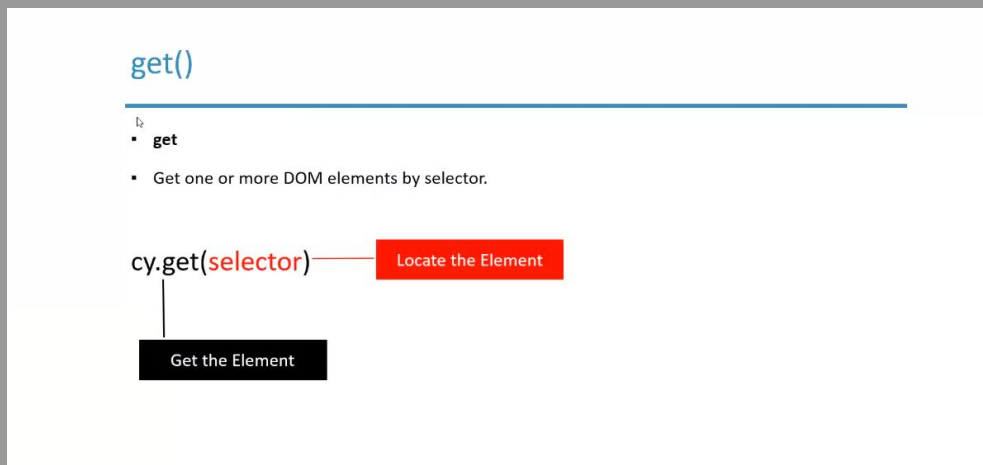 get()
▪ get
▪ Get one or more DOM elements by selector.
cy.get(selector)
Locate the Element
Get the Element